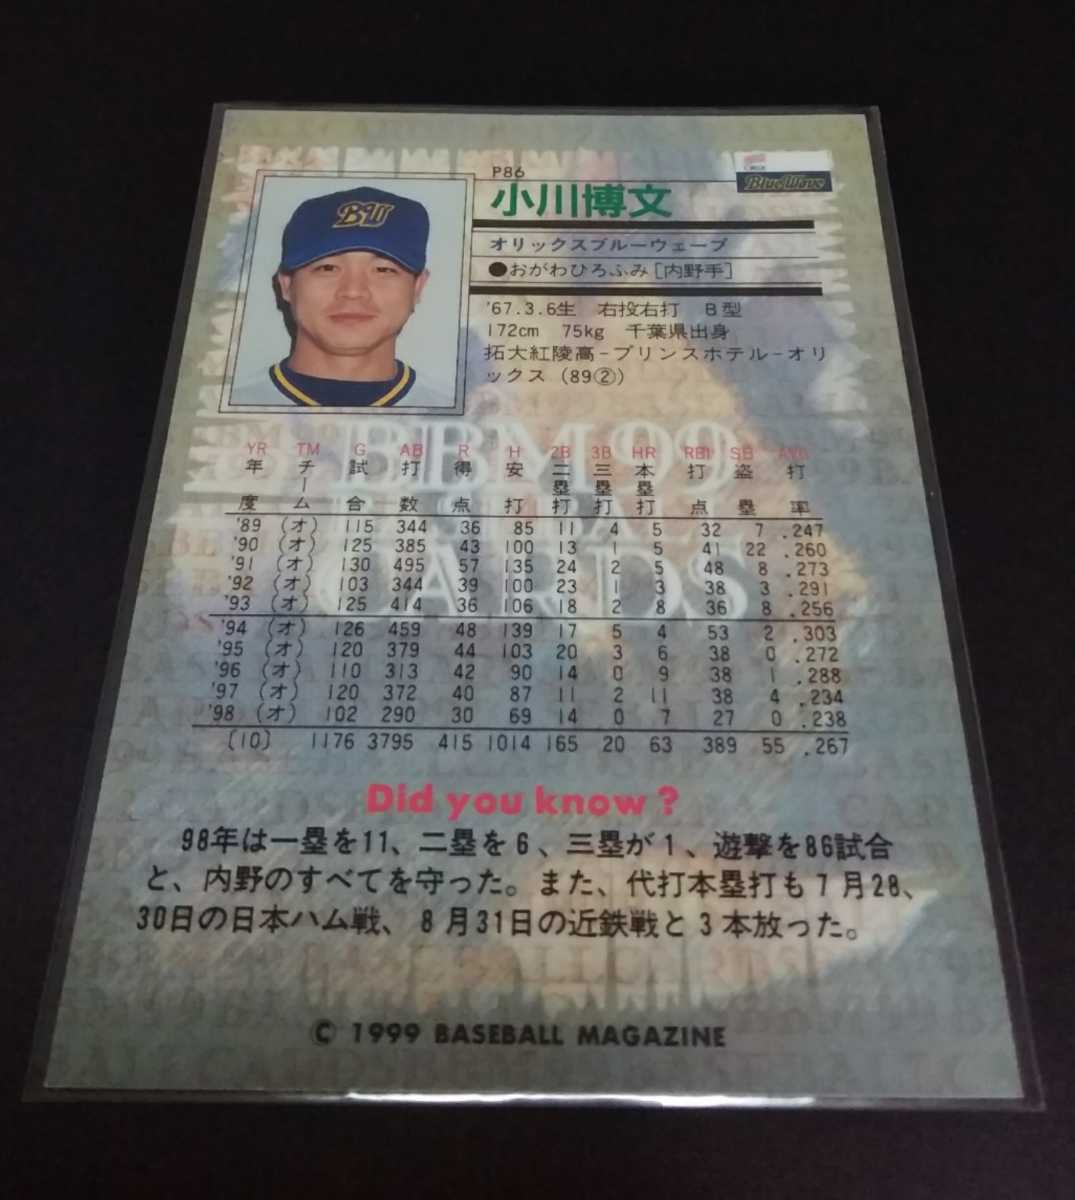 P86
小川博文
BlueWave
BW
オリックスブルーウェーブ
●おがわひろふみ[内野手]
'67.3.6生 右投右打 B型
172cm 75kg 千葉県出身
拓大紅陵高-プリンスホテル-オリ
ックス(89②)
BBM 99
BASEBALL
CARDS
YR TM G AB R H 2B 3B HR RBI SB AVG
年度 チーム 試合 打数 得点 安打 二塁打 三塁打 本塁打 打点 盗塁 打率
'89 (オ) 115 344 36 85 11 4 5 32 7 .247
'90 (オ) 125 385 43 100 13 1 5 41 22 .260
'91 (オ) 130 495 57 135 24 2 5 48 8 .273
'92 (オ) 103 344 39 100 23 1 3 38 3 .291
'93 (オ) 125 414 36 106 18 2 8 36 8 .256
'94 (オ) 126 459 48 139 17 5 4 53 2 .303
'95 (オ) 120 379 44 103 20 3 6 38 0 .272
'96 (オ) 110 313 42 90 14 0 9 38 1 .288
'97 (オ) 120 372 40 87 11 2 11 38 4 .234
'98 (オ) 102 290 30 69 14 0 7 27 0 .238
[10] 1176 3795 415 1014 165 20 63 389 55 .267
Did you know?
98年は一塁を11、二塁を6、三塁が1、遊撃を86試合
と、内野のすべてを守った。また、代打本塁打も7月28、
30日の日本ハム戦、8月31日の近鉄戦と3本放った。
© 1999 BASEBALL MAGAZINE